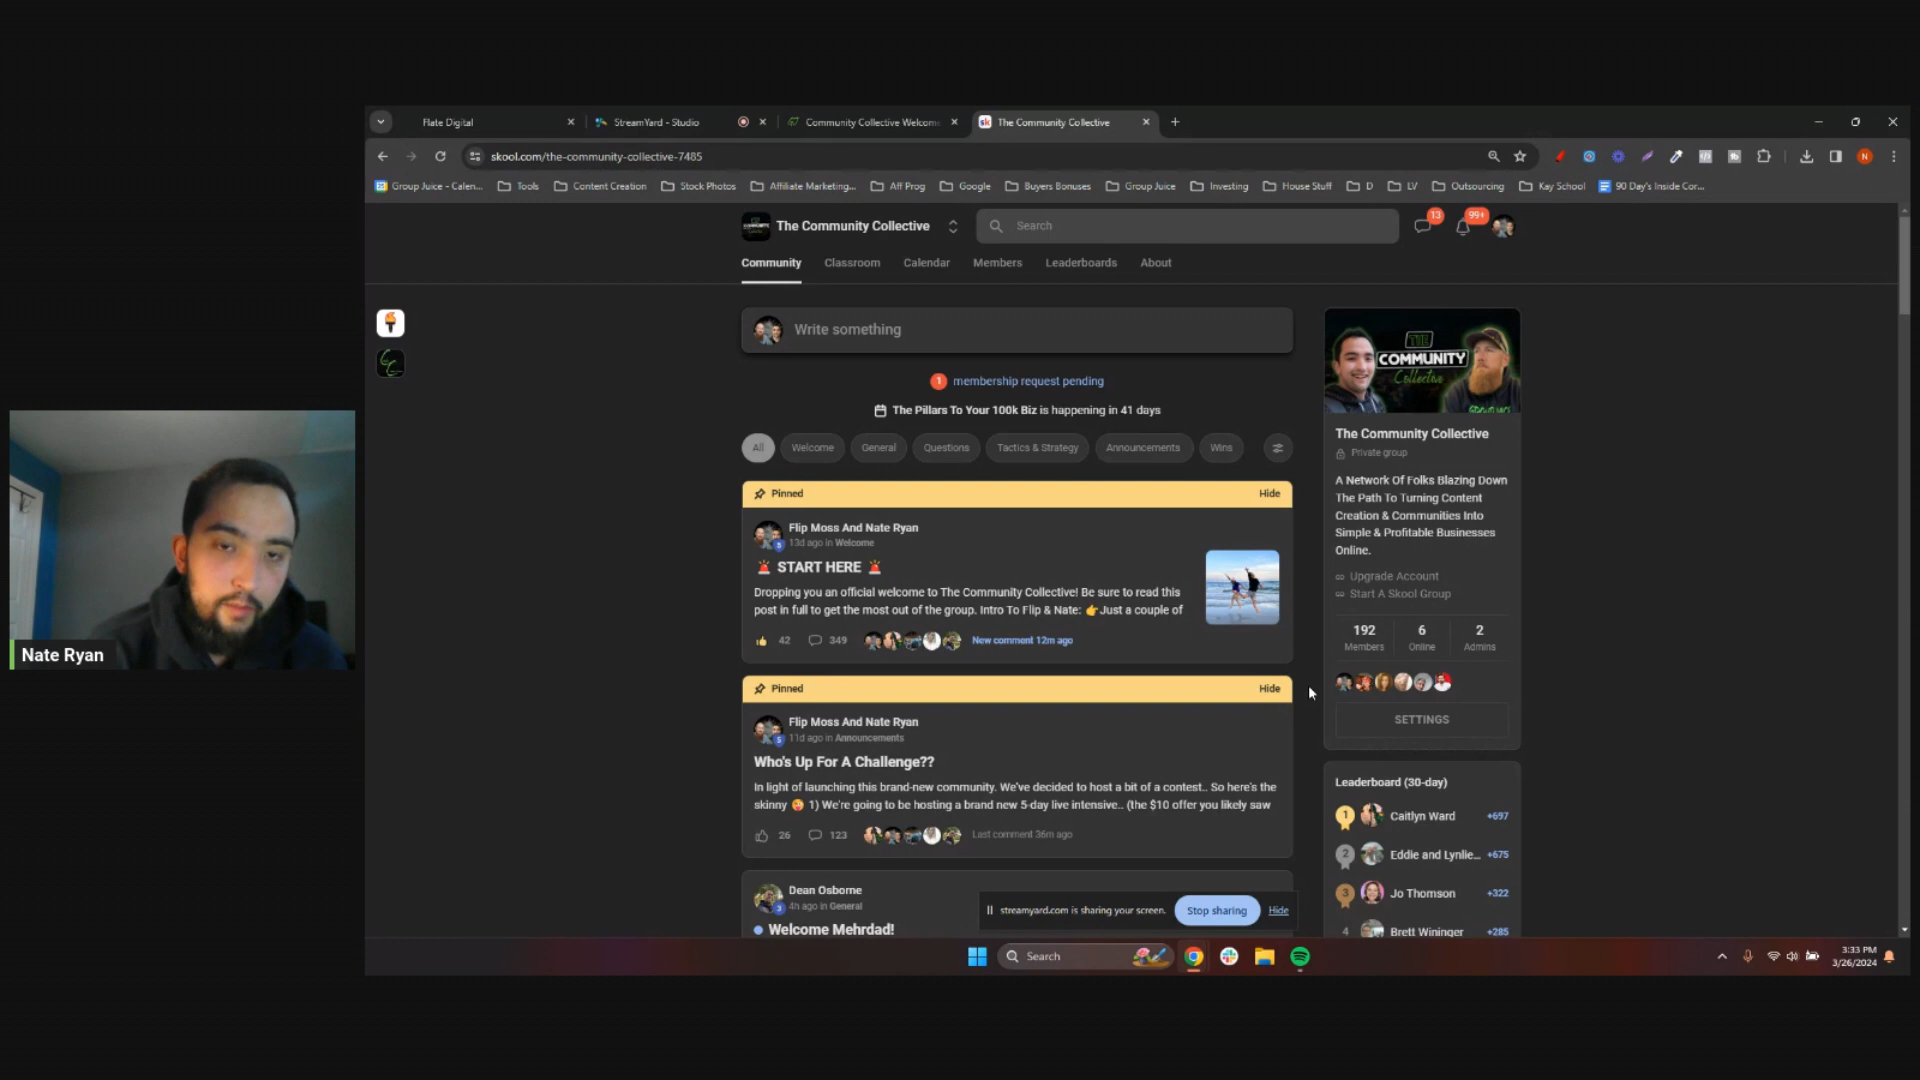 Flate Digital
StreamYard - Studio
Community Collective Welcome
sk The Community Collective
skool.com/the-community-collective-7485
N
Group Juice - Calen...
Tools
Content Creation
Stock Photos
Affiliate Marketing...
Aff Prog
Google
Buyers Bonuses
Group Juice
Investing
House Stuff
D
LV
Outsourcing
Kay School
90 Day's Inside Cor...
The Community Collective
Search
13
99+
Community
Classroom
Calendar
Members
Leaderboards
About
Write something
1 membership request pending
The Pillars To Your 100k Biz is happening in 41 days
All
Welcome
General
Questions
Tactics & Strategy
Announcements
Wins
Pinned
Hide
Flip Moss And Nate Ryan
13d ago in Welcome
START HERE
Dropping you an official welcome to The Community Collective! Be sure to read this
post in full to get the most out of the group. Intro To Flip & Nate: 👉Just a couple of
42
349
New comment 12m ago
Pinned
Hide
Flip Moss And Nate Ryan
11d ago in Announcements
Who's Up For A Challenge??
In light of launching this brand-new community. We've decided to host a bit of a contest.. So here's the
skinny 😜 1) We're going to be hosting a brand new 5-day live intensive.. (the $10 offer you likely saw
26
123
Last comment 36m ago
Dean Osborne
4h ago in General
Welcome Mehrdad!
streamyard.com is sharing your screen.
Stop sharing
Hide
THE
COMMUNITY
Collective
The Community Collective
Private group
A Network Of Folks Blazing Down
The Path To Turning Content
Creation & Communities Into
Simple & Profitable Businesses
Online.
Upgrade Account
Start A Skool Group
192
Members
6
Online
2
Admins
SETTINGS
Leaderboard (30-day)
1 Caitlyn Ward +697
2 Eddie and Lynlie... +675
3 Jo Thomson +322
4 Brett Wininger +285
Nate Ryan
Search
3:33 PM
3/26/2024